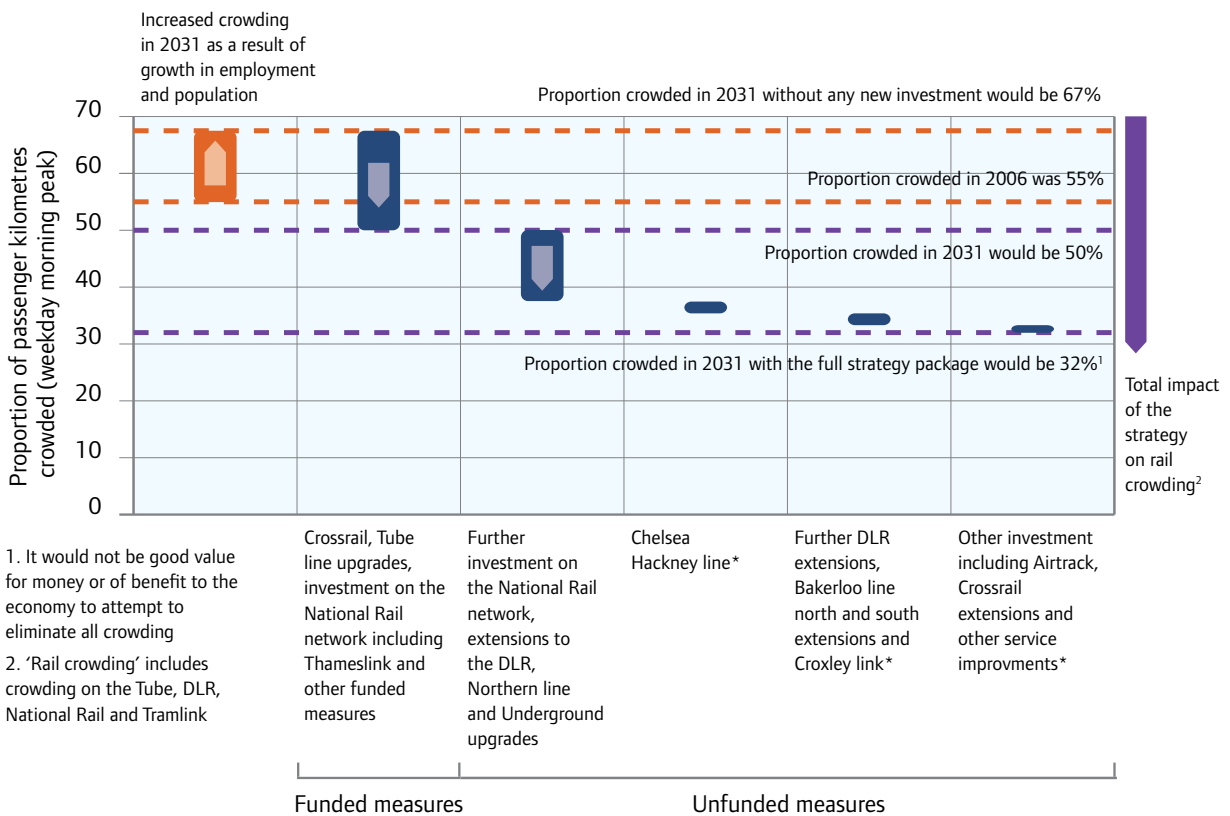 Increased crowding
in 2031 as a result of
growth in employment
and population
Proportion crowded in 2031 without any new investment would be 67%
Proportion of passenger kilometres
crowded (weekday morning peak)
70
60
50
40
30
20
10
0
Proportion crowded in 2006 was 55%
Proportion crowded in 2031 would be 50%
Proportion crowded in 2031 with the full strategy package would be 32%¹
Total impact
of the
strategy
on rail
crowding²
1. It would not be good value
for money or of benefit to the
economy to attempt to
eliminate all crowding
2. ‘Rail crowding’ includes
crowding on the Tube, DLR,
National Rail and Tramlink
Crossrail, Tube
line upgrades,
investment on the
National Rail
network including
Thameslink and
other funded
measures
Further
investment on
the National Rail
network,
extensions to
the DLR,
Northern line
and Underground
upgrades
Chelsea
Hackney line*
Further DLR
extensions,
Bakerloo line
north and south
extensions and
Croxley link*
Other investment
including Airtrack,
Crossrail
extensions and
other service
improvments*
Funded measures
Unfunded measures